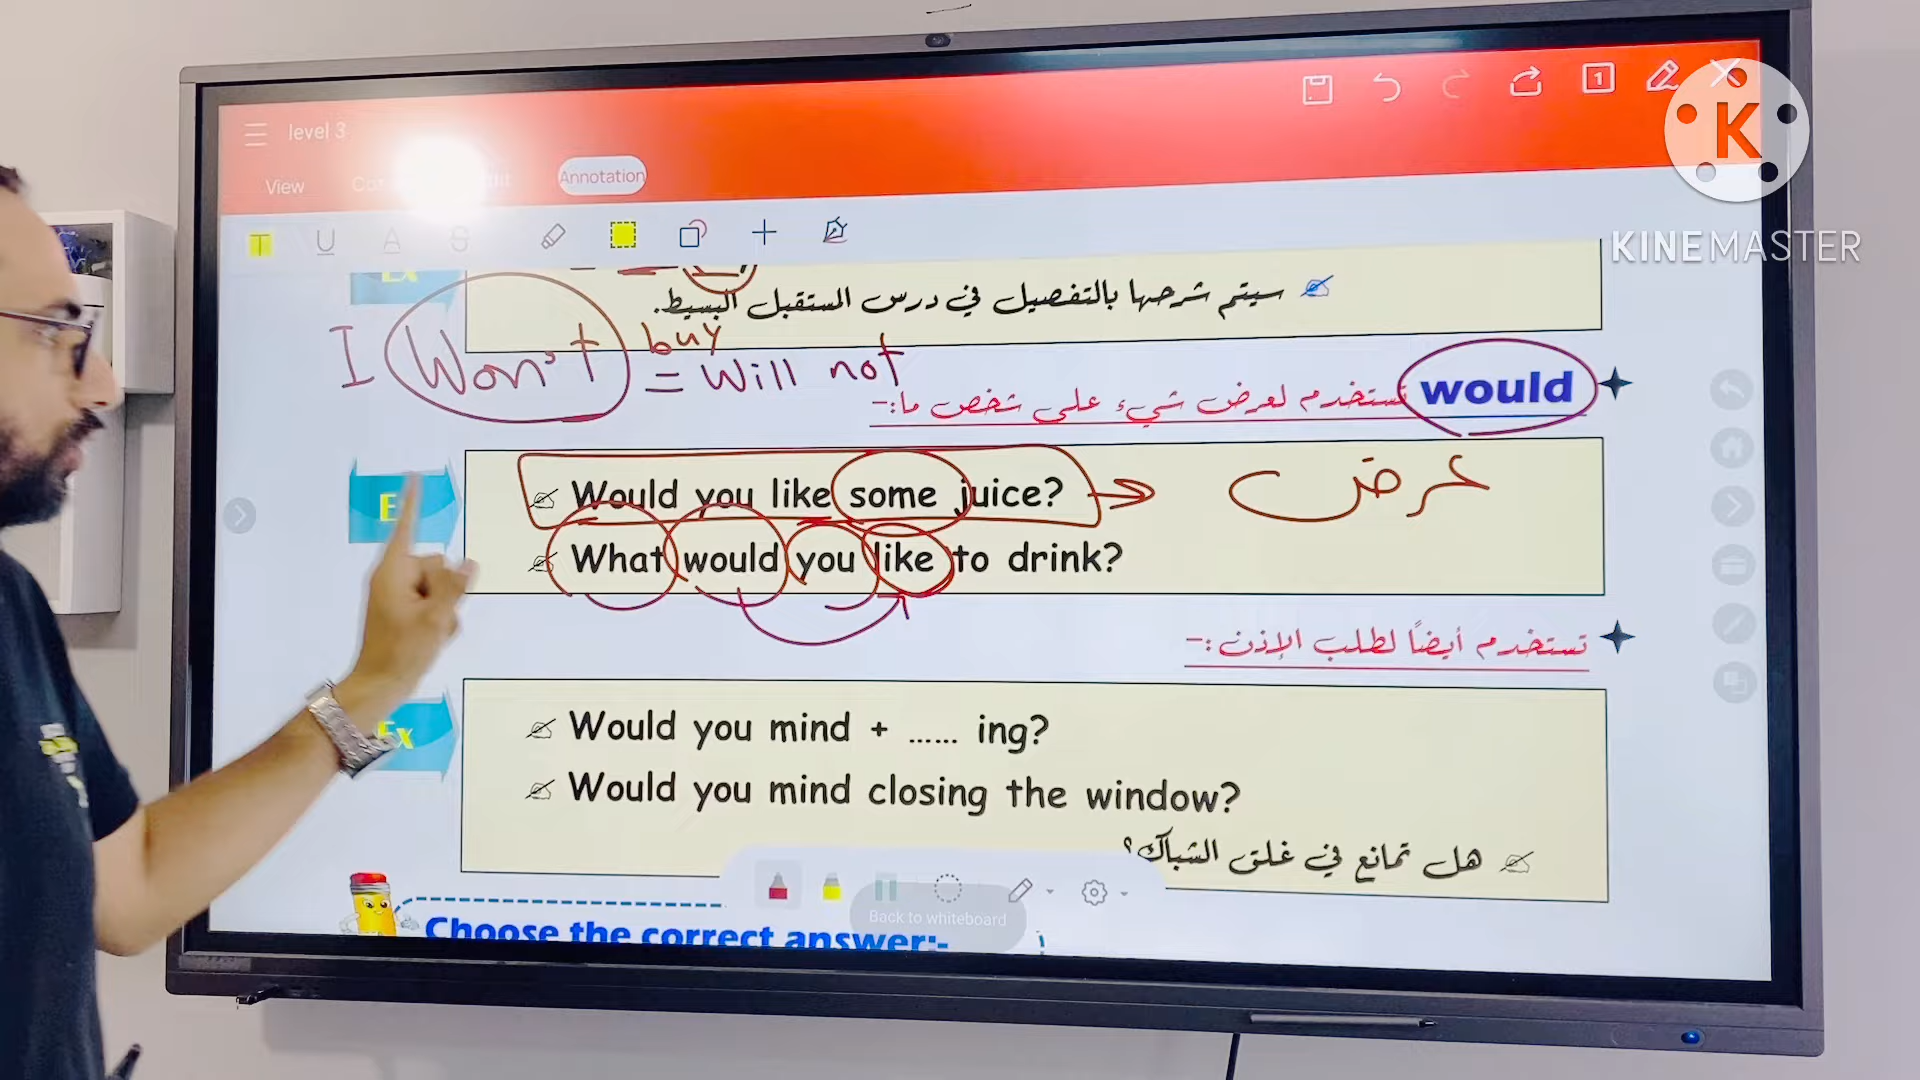 level 3
View
Annotation
1
K
KINEMASTER
Ex
سيتم شرحها بالتفصيل في درس المستقبل البسيط.
I Won't buy = Will not
would تستخدم لعرض شيء على شخص ما:-
Would you like some juice? عرض
What would you like to drink?
تستخدم أيضاً لطلب الإذن:-
Ex
Would you mind + ...... ing?
Would you mind closing the window?
هل تمانع في غلق الشباك؟
Back to whiteboard
Choose the correct answer:-